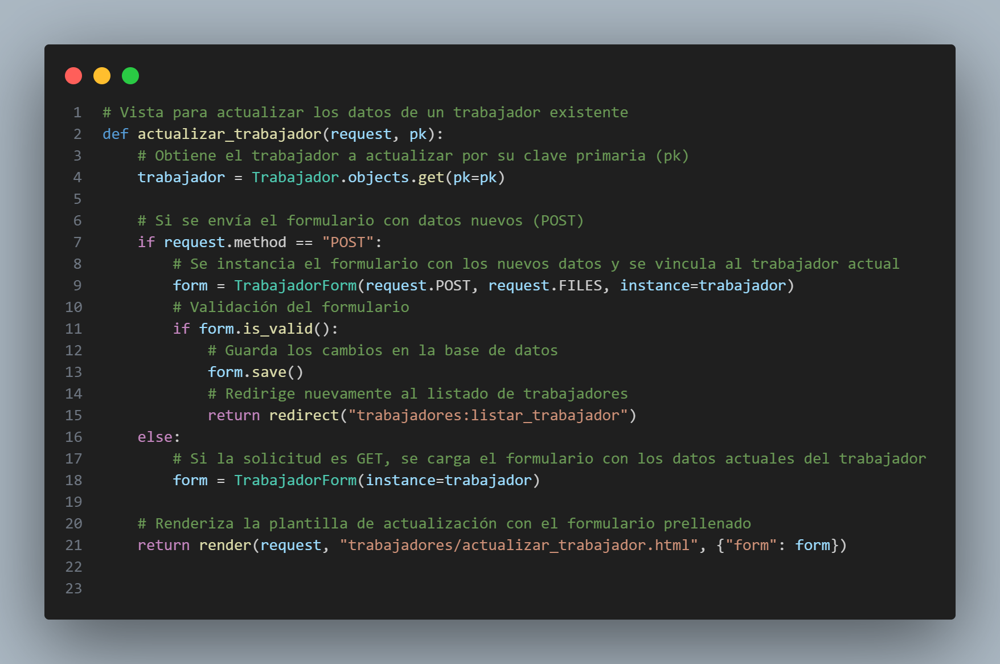 1 # Vista para actualizar los datos de un trabajador existente
2 def actualizar_trabajador(request, pk):
3     # Obtiene el trabajador a actualizar por su clave primaria (pk)
4     trabajador = Trabajador.objects.get(pk=pk)
5
6     # Si se envía el formulario con datos nuevos (POST)
7     if request.method == "POST":
8         # Se instancia el formulario con los nuevos datos y se vincula al trabajador actual
9         form = TrabajadorForm(request.POST, request.FILES, instance=trabajador)
10         # Validación del formulario
11         if form.is_valid():
12             # Guarda los cambios en la base de datos
13             form.save()
14             # Redirige nuevamente al listado de trabajadores
15             return redirect("trabajadores:listar_trabajador")
16     else:
17         # Si la solicitud es GET, se carga el formulario con los datos actuales del trabajador
18         form = TrabajadorForm(instance=trabajador)
19
20     # Renderiza la plantilla de actualización con el formulario prellenado
21     return render(request, "trabajadores/actualizar_trabajador.html", {"form": form})
22
23